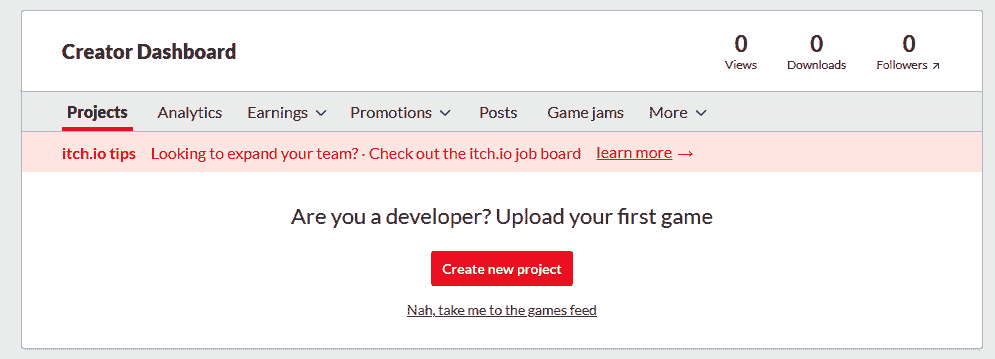 Creator Dashboard
0 0 0
Views Downloads Followers ↗
Projects Analytics Earnings Promotions Posts Game jams More
itch.io tips Looking to expand your team? · Check out the itch.io job board learn more →
Are you a developer? Upload your first game
Create new project
Nah, take me to the games feed